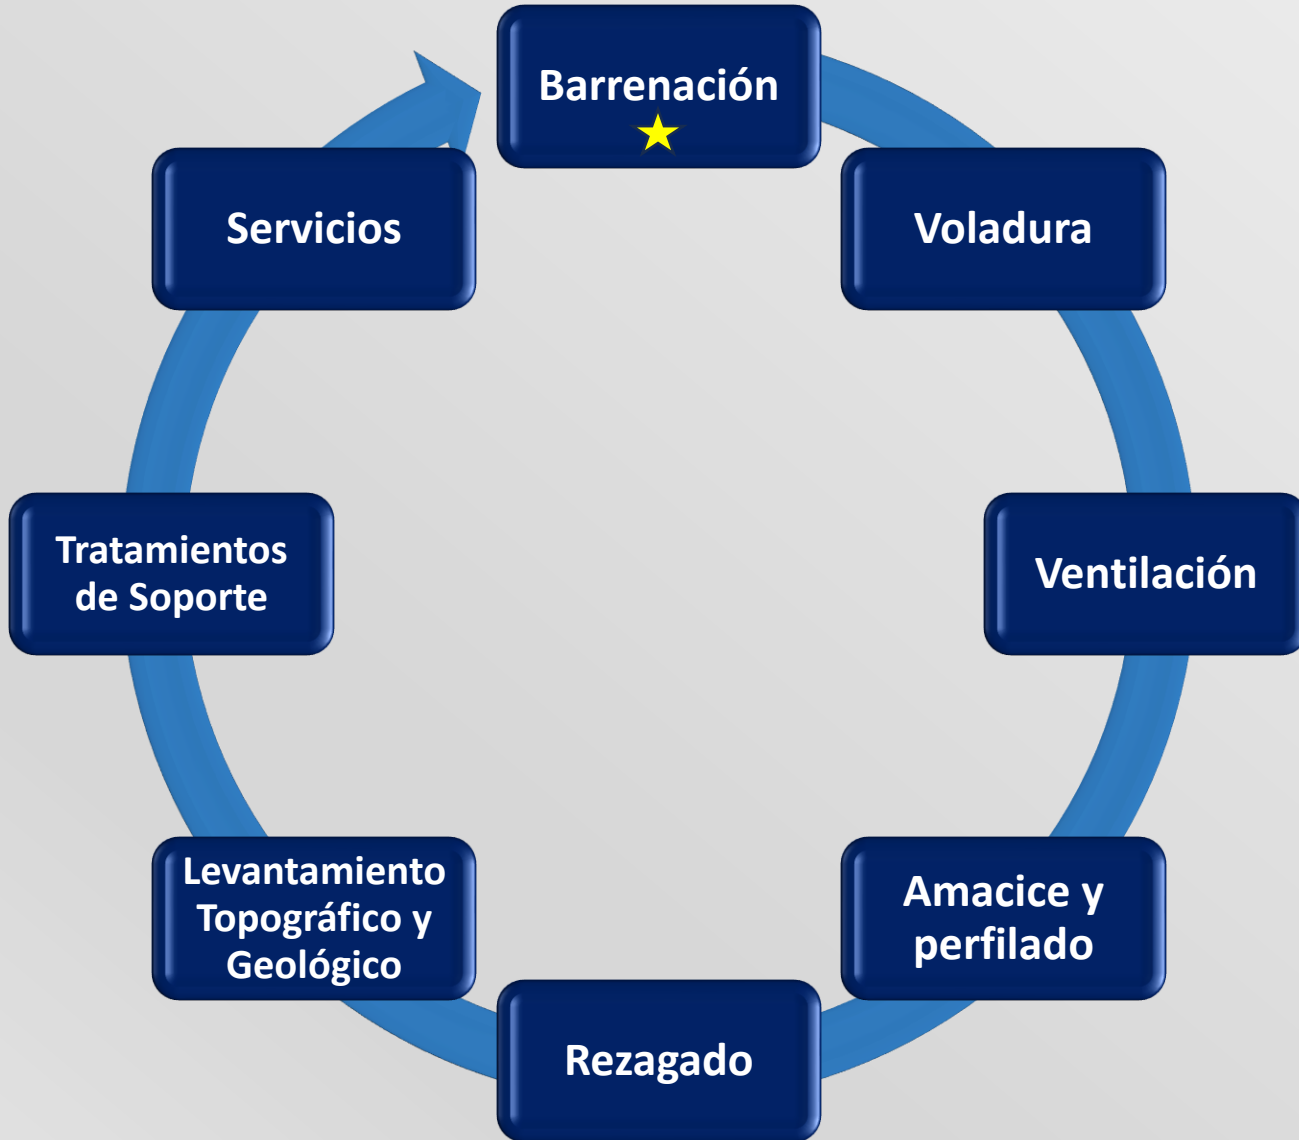 Barrenación
Voladura
Ventilación
Amacice y
perfilado
Rezagado
Levantamiento
Topográfico y
Geológico
Tratamientos
de Soporte
Servicios